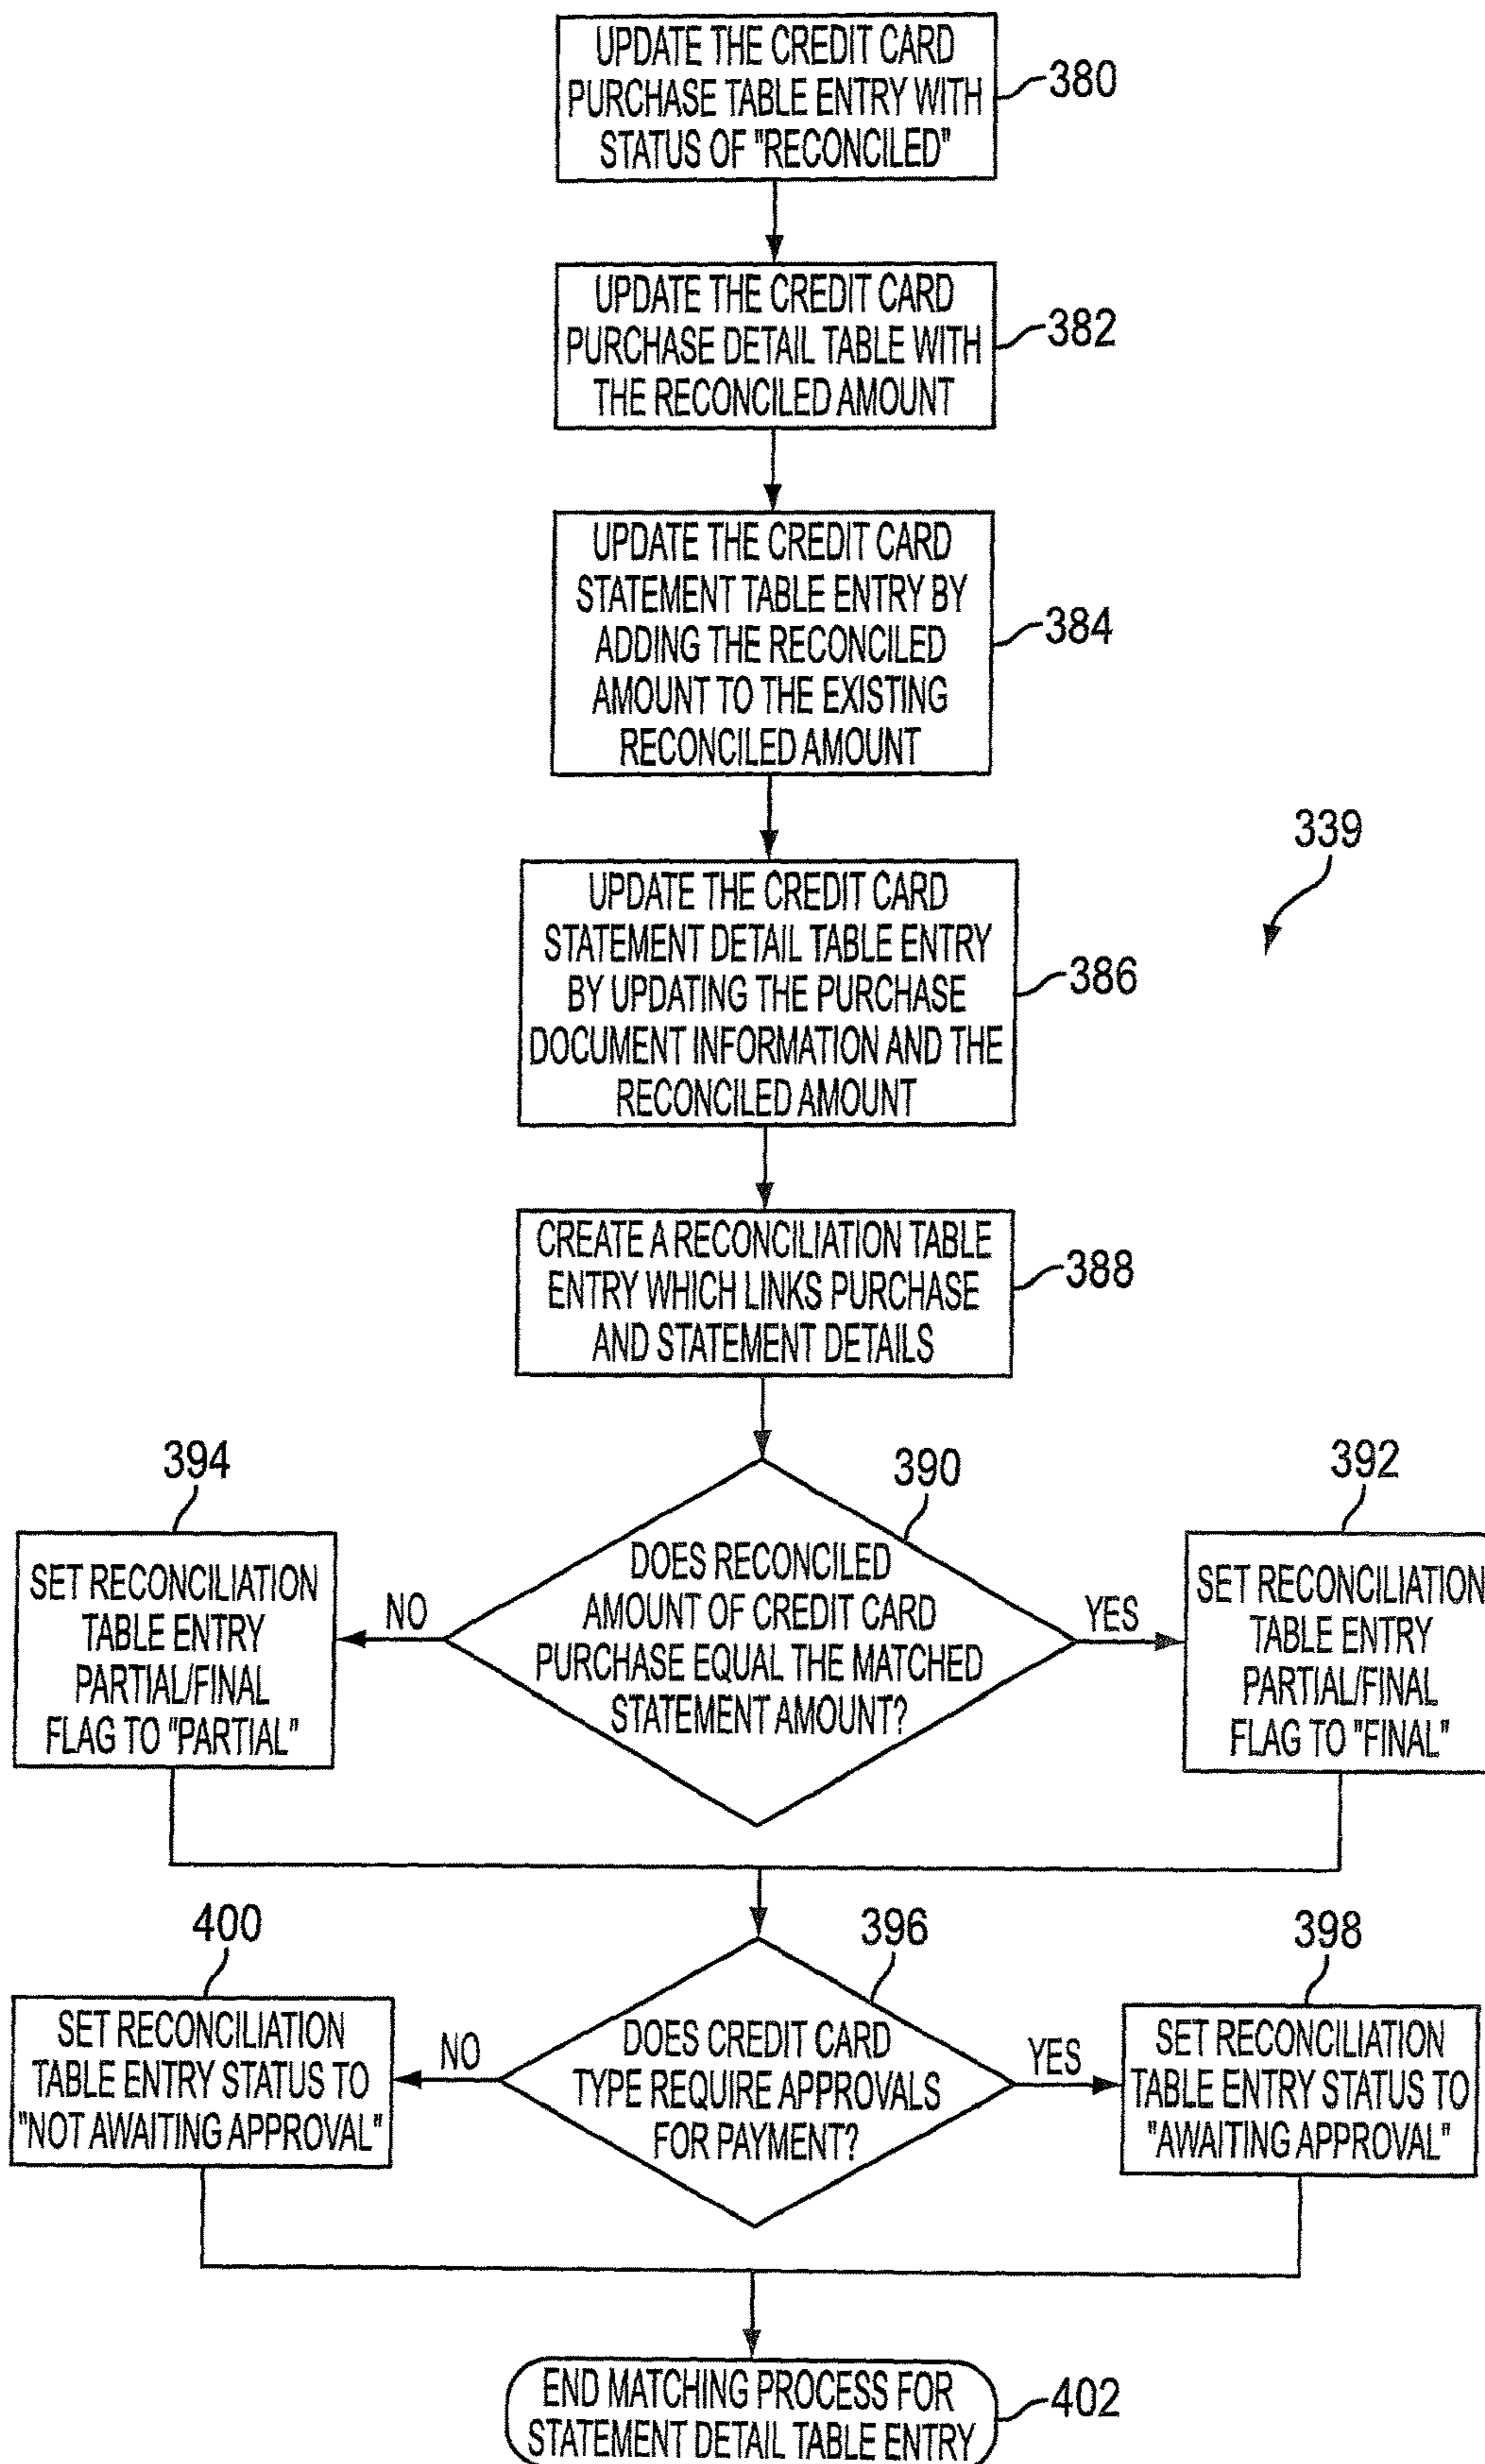 UPDATE THE CREDIT CARD
PURCHASE TABLE ENTRY WITH
STATUS OF "RECONCILED"
380
UPDATE THE CREDIT CARD
PURCHASE DETAIL TABLE WITH
THE RECONCILED AMOUNT
382
UPDATE THE CREDIT CARD
STATEMENT TABLE ENTRY BY
ADDING THE RECONCILED
AMOUNT TO THE EXISTING
RECONCILED AMOUNT
384
339
UPDATE THE CREDIT CARD
STATEMENT DETAIL TABLE ENTRY
BY UPDATING THE PURCHASE
DOCUMENT INFORMATION AND THE
RECONCILED AMOUNT
386
CREATE A RECONCILIATION TABLE
ENTRY WHICH LINKS PURCHASE
AND STATEMENT DETAILS
388
394
SET RECONCILIATION
TABLE ENTRY
PARTIAL/FINAL
FLAG TO "PARTIAL"
NO
390
DOES RECONCILED
AMOUNT OF CREDIT CARD
PURCHASE EQUAL THE MATCHED
STATEMENT AMOUNT?
YES
392
SET RECONCILIATION
TABLE ENTRY
PARTIAL/FINAL
FLAG TO "FINAL"
400
SET RECONCILIATION
TABLE ENTRY STATUS TO
"NOT AWAITING APPROVAL"
NO
396
DOES CREDIT CARD
TYPE REQUIRE APPROVALS
FOR PAYMENT?
YES
398
SET RECONCILIATION
TABLE ENTRY STATUS TO
"AWAITING APPROVAL"
END MATCHING PROCESS FOR
STATEMENT DETAIL TABLE ENTRY
402